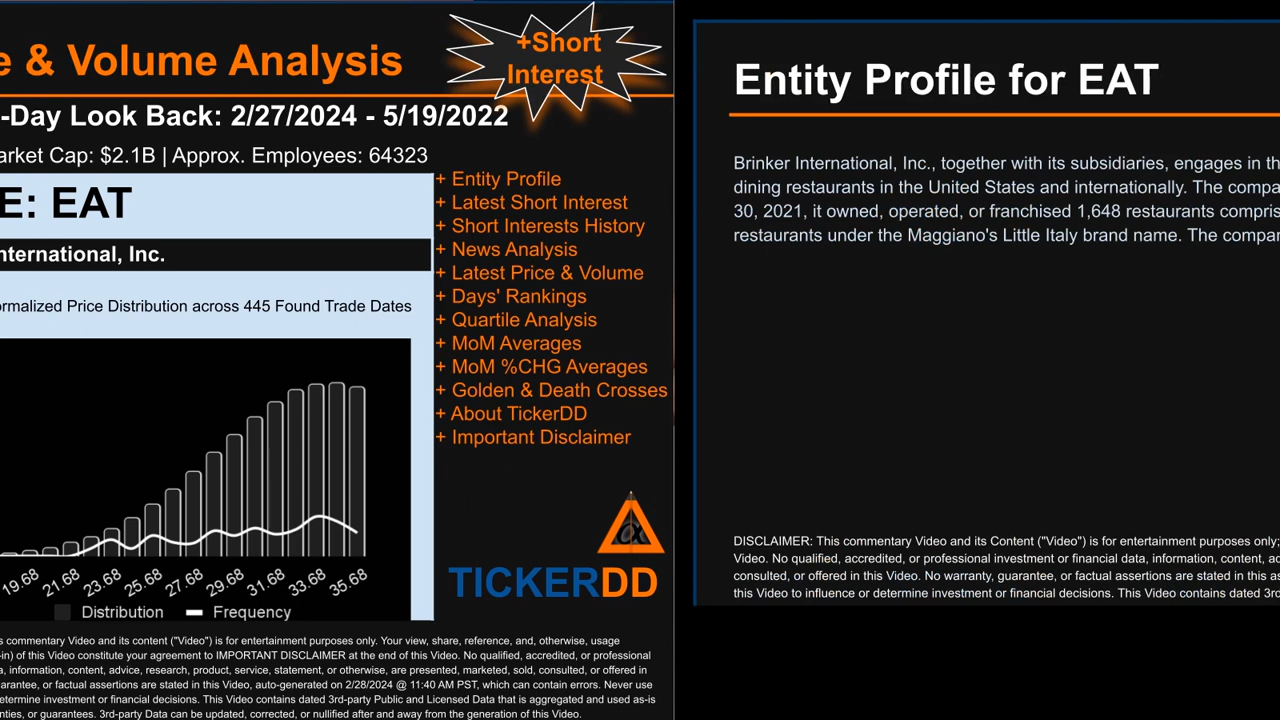 e & Volume Analysis
+Short
Interest
-Day Look Back: 2/27/2024 - 5/19/2022
arket Cap: $2.1B | Approx. Employees: 64323
E: EAT
nternational, Inc.
ormalized Price Distribution across 445 Found Trade Dates
19.68 21.68 23.68 25.68 27.68 29.68 31.68 33.68 35.68
Distribution Frequency
+ Entity Profile
+ Latest Short Interest
+ Short Interests History
+ News Analysis
+ Latest Price & Volume
+ Days' Rankings
+ Quartile Analysis
+ MoM Averages
+ MoM %CHG Averages
+ Golden & Death Crosses
+ About TickerDD
+ Important Disclaimer
TICKERDD
s commentary Video and its content ("Video") is for entertainment purposes only. Your view, share, reference, and, otherwise, usage
-in) of this Video constitute your agreement to IMPORTANT DISCLAIMER at the end of this Video. No qualified, accredited, or professional
a, information, content, advice, research, product, service, statement, or otherwise, are presented, marketed, sold, consulted, or offered in
arantee, or factual assertions are stated in this Video, auto-generated on 2/28/2024 @ 11:40 AM PST, which can contain errors. Never use
etermine investment or financial decisions. This Video contains dated 3rd-party Public and Licensed Data that is aggregated and used as-is
nties, or guarantees. 3rd-party Data can be updated, corrected, or nullified after and away from the generation of this Video.
Entity Profile for EAT
Brinker International, Inc., together with its subsidiaries, engages in th
dining restaurants in the United States and internationally. The compa
30, 2021, it owned, operated, or franchised 1,648 restaurants compris
restaurants under the Maggiano's Little Italy brand name. The compan
DISCLAIMER: This commentary Video and its Content ("Video") is for entertainment purposes only;
Video. No qualified, accredited, or professional investment or financial data, information, content, ad
consulted, or offered in this Video. No warranty, guarantee, or factual assertions are stated in this as
this Video to influence or determine investment or financial decisions. This Video contains dated 3rd